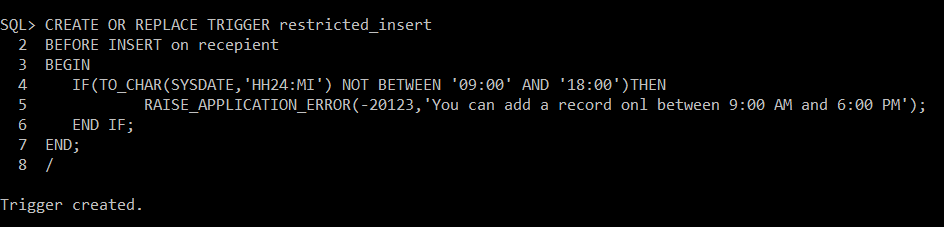 SQL> CREATE OR REPLACE TRIGGER restricted_insert
  2  BEFORE INSERT on recepient
  3  BEGIN
  4     IF(TO_CHAR(SYSDATE,'HH24:MI') NOT BETWEEN '09:00' AND '18:00')THEN
  5             RAISE_APPLICATION_ERROR(-20123,'You can add a record onl between 9:00 AM and 6:00 PM');
  6     END IF;
  7  END;
  8  /
Trigger created.